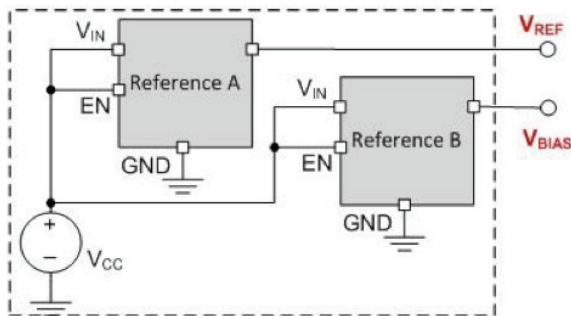 VIN
VREF
Reference A
EN
VIN
VBIAS
GND
Reference B
EN
GND
+
−
VCC